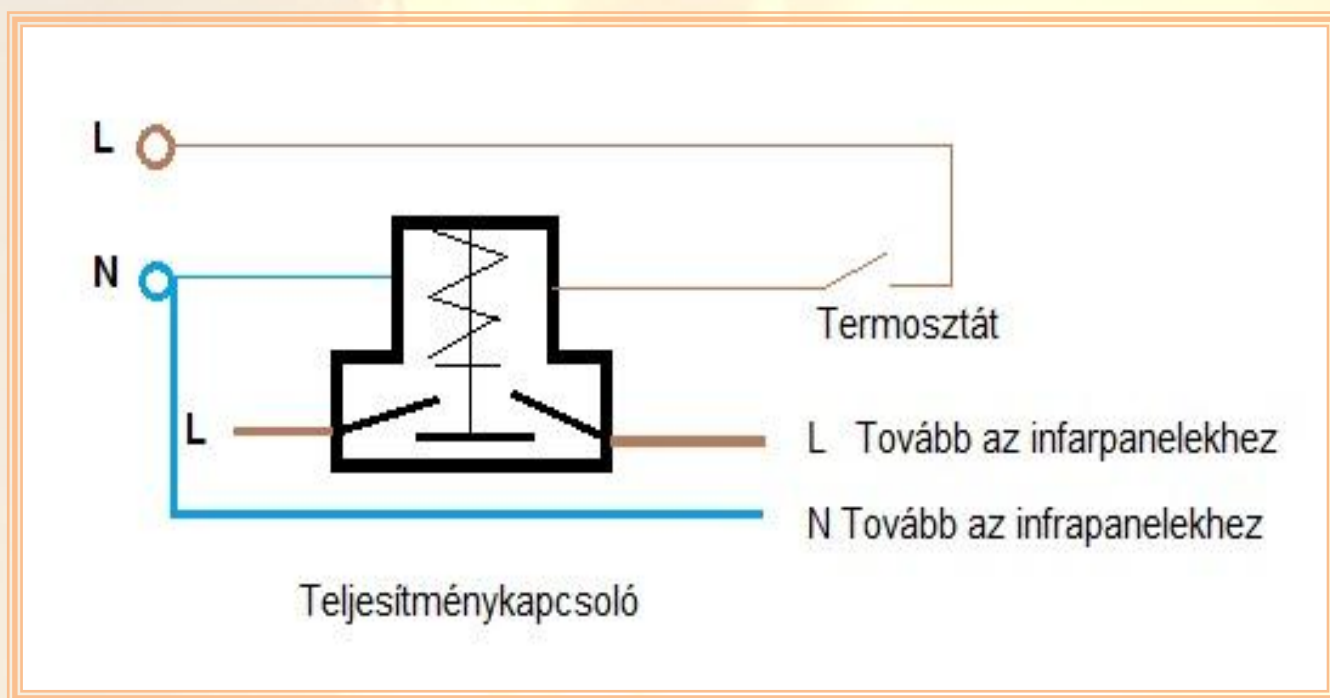 L
N
Termosztát
L
L Tovább az infarpanelekhez
N Tovább az infrapanelekhez
Teljesítménykapcsoló